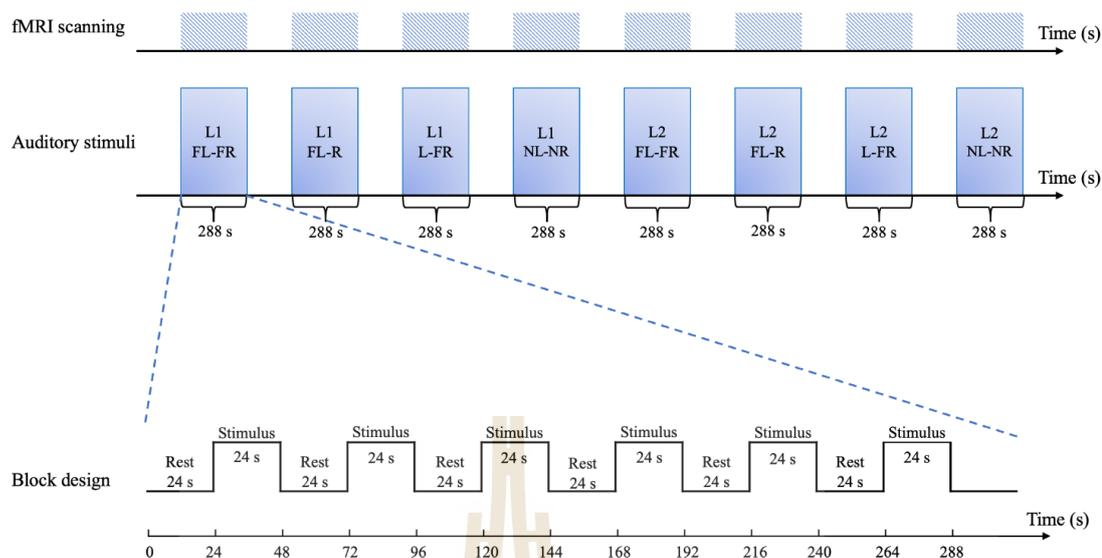 fMRI scanning
Time (s)
Auditory stimuli
L1
FL-FR
L1
FL-R
L1
L-FR
L1
NL-NR
L2
FL-FR
L2
FL-R
L2
L-FR
L2
NL-NR
Time (s)
288 s
288 s
288 s
288 s
288 s
288 s
288 s
288 s
Block design
Rest
24 s
Stimulus
24 s
Rest
24 s
Stimulus
24 s
Rest
24 s
Stimulus
24 s
Rest
24 s
Stimulus
24 s
Rest
24 s
Stimulus
24 s
Rest
24 s
Stimulus
24 s
Time (s)
0 24 48 72 96 120 144 168 192 216 240 264 288